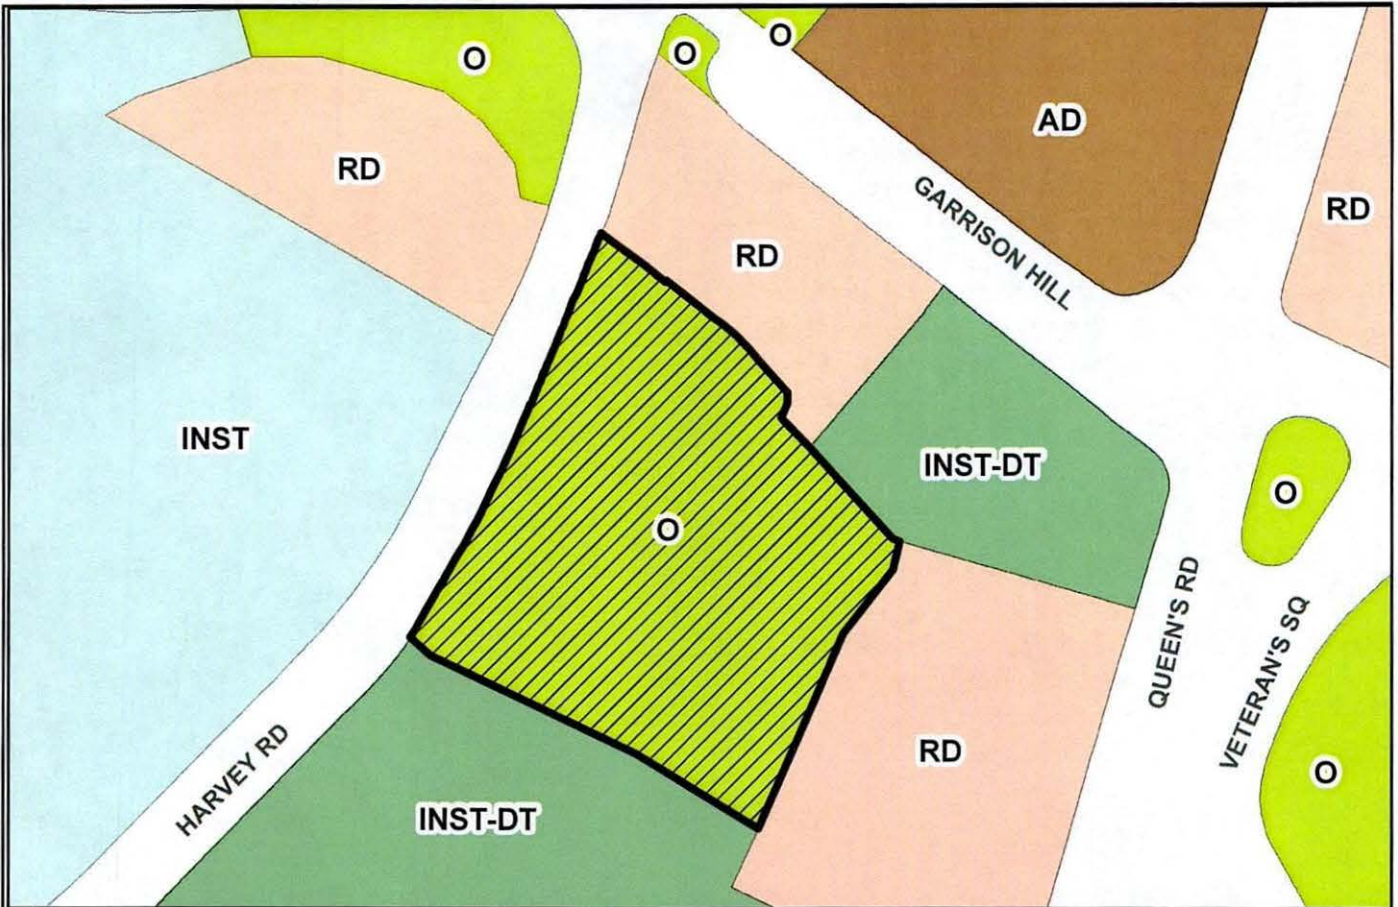 O
O
O
AD
RD
RD
RD
GARRISON HILL
INST
INST-DT
O
O
QUEEN'S RD
VETERAN'S SQ
RD
O
HARVEY RD
INST-DT